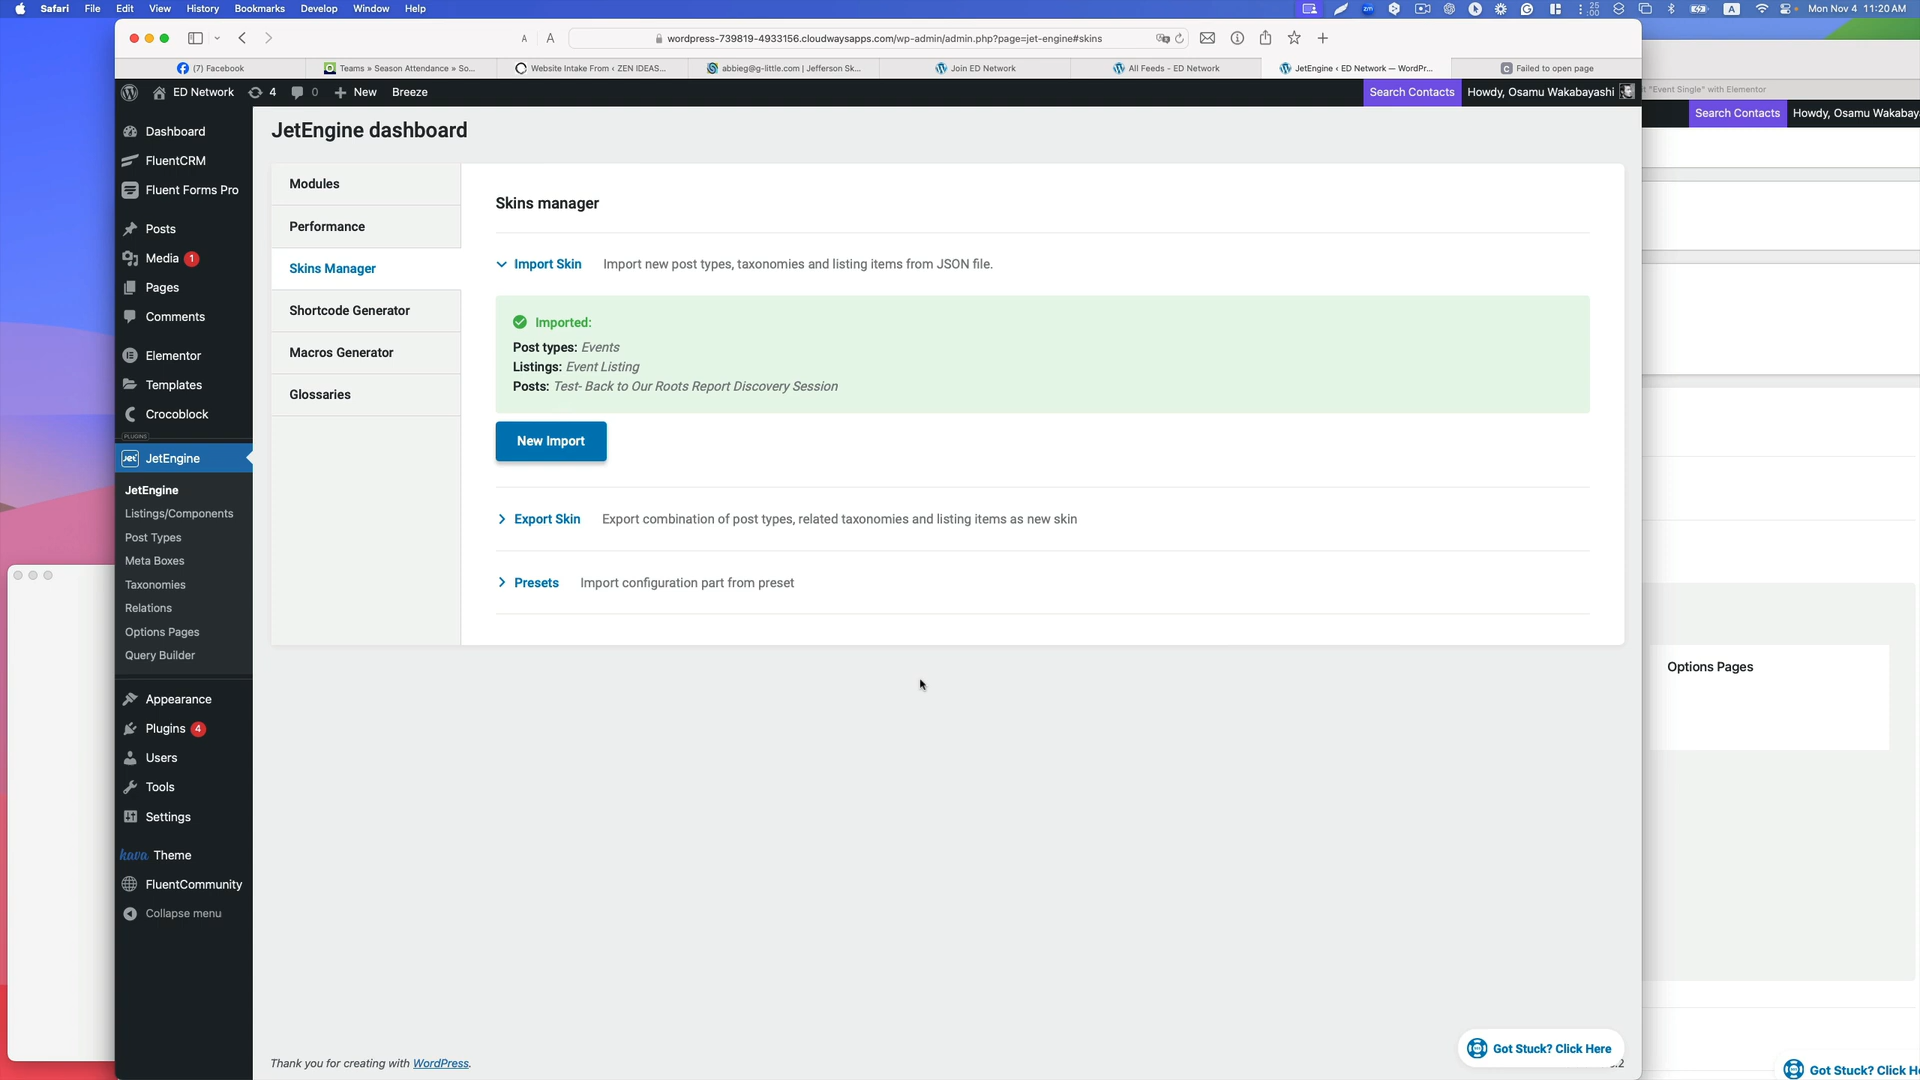 Safari File Edit View History Bookmarks Develop Window Help
25 :00 A Mon Nov 4 11:20 AM
A A wordpress-739819-4933156.cloudwaysapps.com/wp-admin/admin.php?page=jet-engine#skins
(7) Facebook
Teams » Season Attendance » So...
Website Intake From ‹ ZEN IDEAS...
abbieg@g-little.com | Jefferson Sk...
Join ED Network
All Feeds - ED Network
JetEngine ‹ ED Network — WordPr...
C Failed to open page
"Event Single" with Elementor
ED Network 4 0 New Breeze
Search Contacts Howdy, Osamu Wakabayashi
Search Contacts Howdy, Osamu Wakabay
Dashboard
FluentCRM
Fluent Forms Pro
Posts
Media 1
Pages
Comments
Elementor
Templates
Crocoblock
PLUGINS
Jet JetEngine
JetEngine
Listings/Components
Post Types
Meta Boxes
Taxonomies
Relations
Options Pages
Query Builder
Appearance
Plugins 4
Users
Tools
Settings
hava Theme
FluentCommunity
Collapse menu
JetEngine dashboard
Modules
Performance
Skins Manager
Shortcode Generator
Macros Generator
Glossaries
Skins manager
Import Skin Import new post types, taxonomies and listing items from JSON file.
Imported:
Post types: Events
Listings: Event Listing
Posts: Test- Back to Our Roots Report Discovery Session
New Import
Export Skin Export combination of post types, related taxonomies and listing items as new skin
Presets Import configuration part from preset
Options Pages
Thank you for creating with WordPress.
Got Stuck? Click Here
Got Stuck? Click He